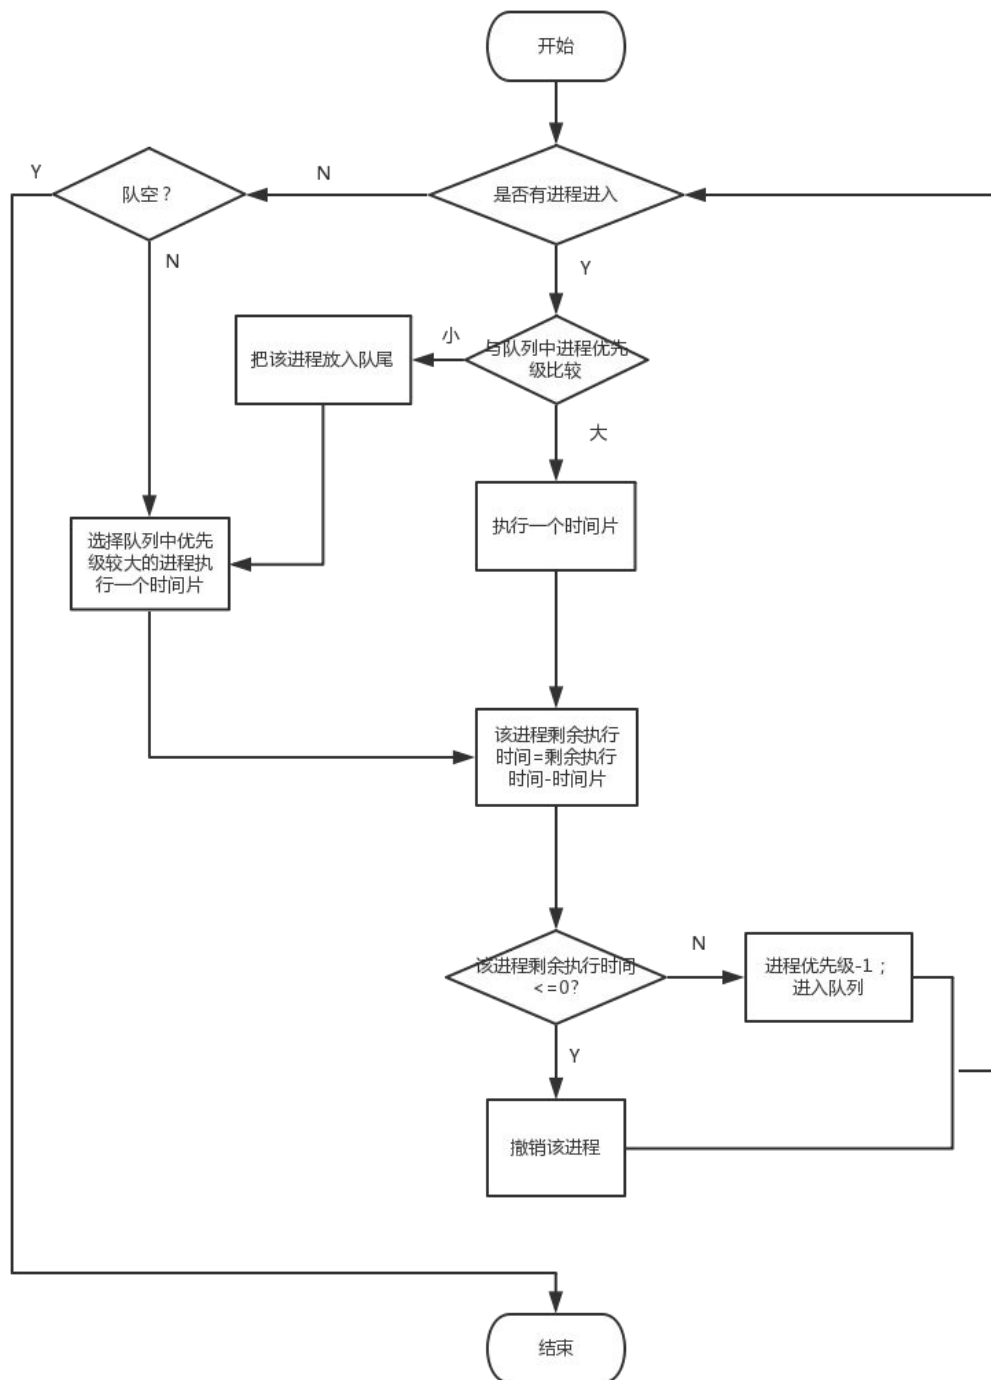 开始
Y
队空？
N
是否有进程进入
N
Y
把该进程放入队尾
小
与队列中进程优先
级比较
大
选择队列中优先
级较大的进程执
行一个时间片
执行一个时间片
该进程剩余执行
时间=剩余执行
时间-时间片
该进程剩余执行时间
<=0?
N
进程优先级-1；
进入队列
Y
撤销该进程
结束